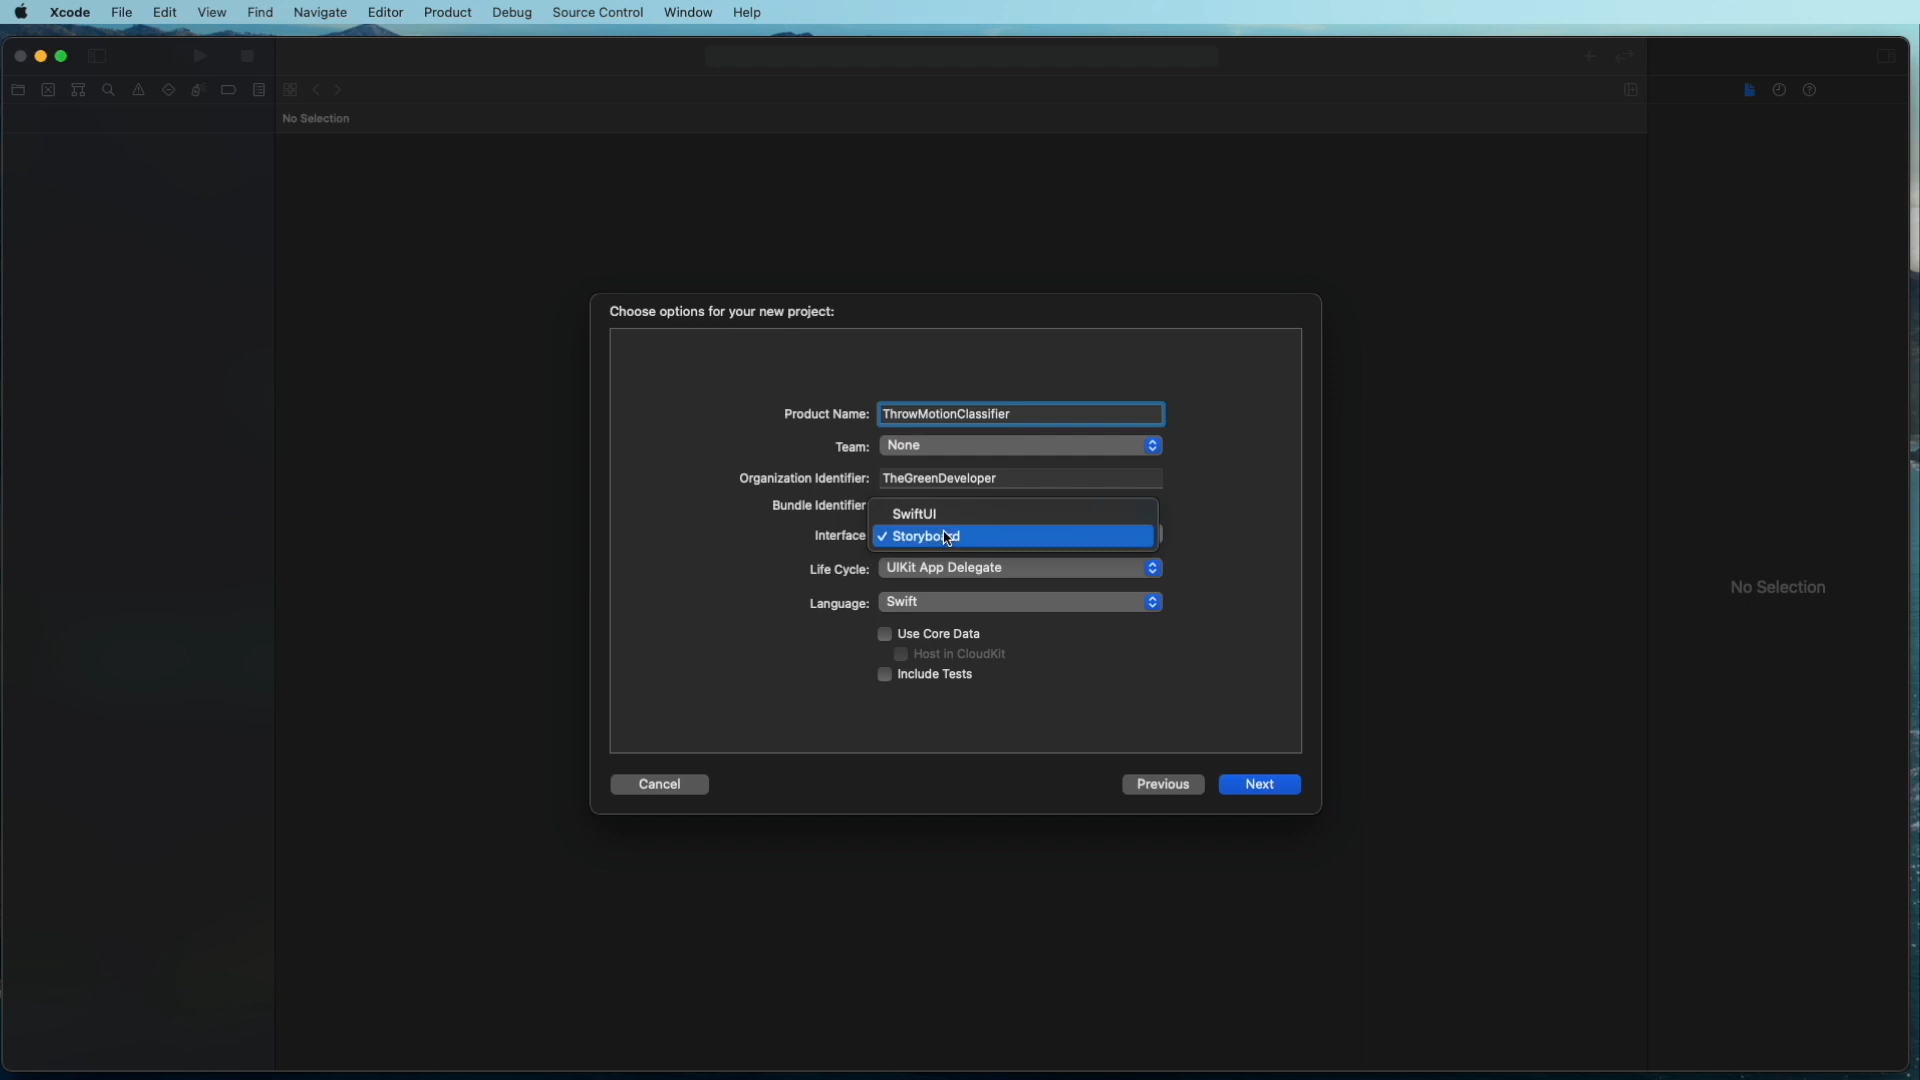 Xcode File Edit View Find Navigate Editor Product Debug Source Control Window Help
No Selection
Choose options for your new project:
Product Name: ThrowMotionClassifier
Team: None
Organization Identifier: TheGreenDeveloper
Bundle Identifier
SwiftUI
Interface ✓ Storyboard
No Selection
Life Cycle: UIKit App Delegate
Language: Swift
Use Core Data
Host in CloudKit
Include Tests
Cancel Previous Next